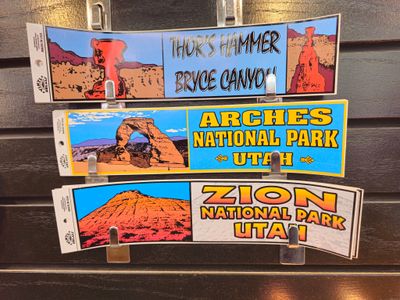 THOR'S HAMMER
BRYCE CANYON
ARCHES
NATIONAL PARK
UTAH
ZION
NATIONAL PARK
UTAH